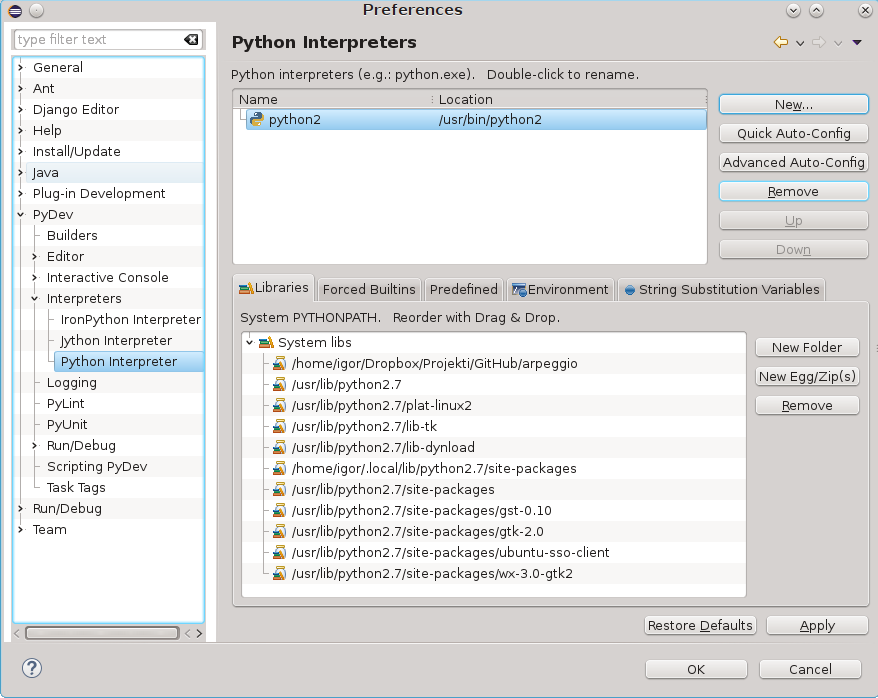 Preferences
type filter text
General
Ant
Django Editor
Help
Install/Update
Java
Plug-in Development
PyDev
Builders
Editor
Interactive Console
Interpreters
IronPython Interpreter
Jython Interpreter
Python Interpreter
Logging
PyLint
PyUnit
Run/Debug
Scripting PyDev
Task Tags
Run/Debug
Team
Python Interpreters
Python interpreters (e.g.: python.exe).   Double-click to rename.
Name Location
python2 /usr/bin/python2
New...
Quick Auto-Config
Advanced Auto-Config
Remove
Up
Down
Libraries Forced Builtins Predefined Environment String Substitution Variables
System PYTHONPATH.   Reorder with Drag & Drop.
System libs
/home/igor/Dropbox/Projekti/GitHub/arpeggio
/usr/lib/python2.7
/usr/lib/python2.7/plat-linux2
/usr/lib/python2.7/lib-tk
/usr/lib/python2.7/lib-dynload
/home/igor/.local/lib/python2.7/site-packages
/usr/lib/python2.7/site-packages
/usr/lib/python2.7/site-packages/gst-0.10
/usr/lib/python2.7/site-packages/gtk-2.0
/usr/lib/python2.7/site-packages/ubuntu-sso-client
/usr/lib/python2.7/site-packages/wx-3.0-gtk2
New Folder
New Egg/Zip(s)
Remove
Restore Defaults Apply
? OK Cancel